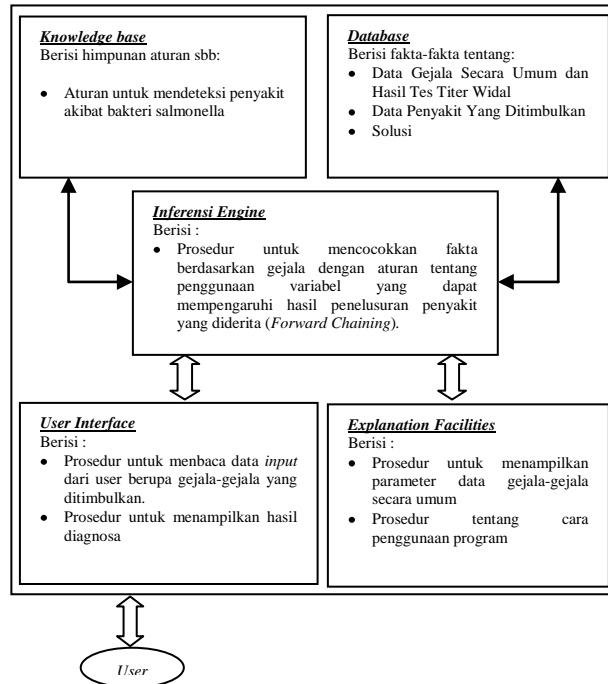 Knowledge base
Berisi himpunan aturan sbb:
• Aturan untuk mendeteksi penyakit
akibat bakteri salmonella
Database
Berisi fakta-fakta tentang:
• Data Gejala Secara Umum dan
Hasil Tes Titer Widal
• Data Penyakit Yang Ditimbulkan
• Solusi
Inferensi Engine
Berisi :
• Prosedur untuk mencocokkan fakta
berdasarkan gejala dengan aturan tentang
penggunaan variabel yang dapat
mempengaruhi hasil penelusuran penyakit
yang diderita (Forward Chaining).
User Interface
Berisi :
• Prosedur untuk menbaca data input
dari user berupa gejala-gejala yang
ditimbulkan.
• Prosedur untuk menampilkan hasil
diagnosa
Explanation Facilities
Berisi :
• Prosedur untuk menampilkan
parameter data gejala-gejala
secara umum
• Prosedur tentang cara
penggunaan program
User